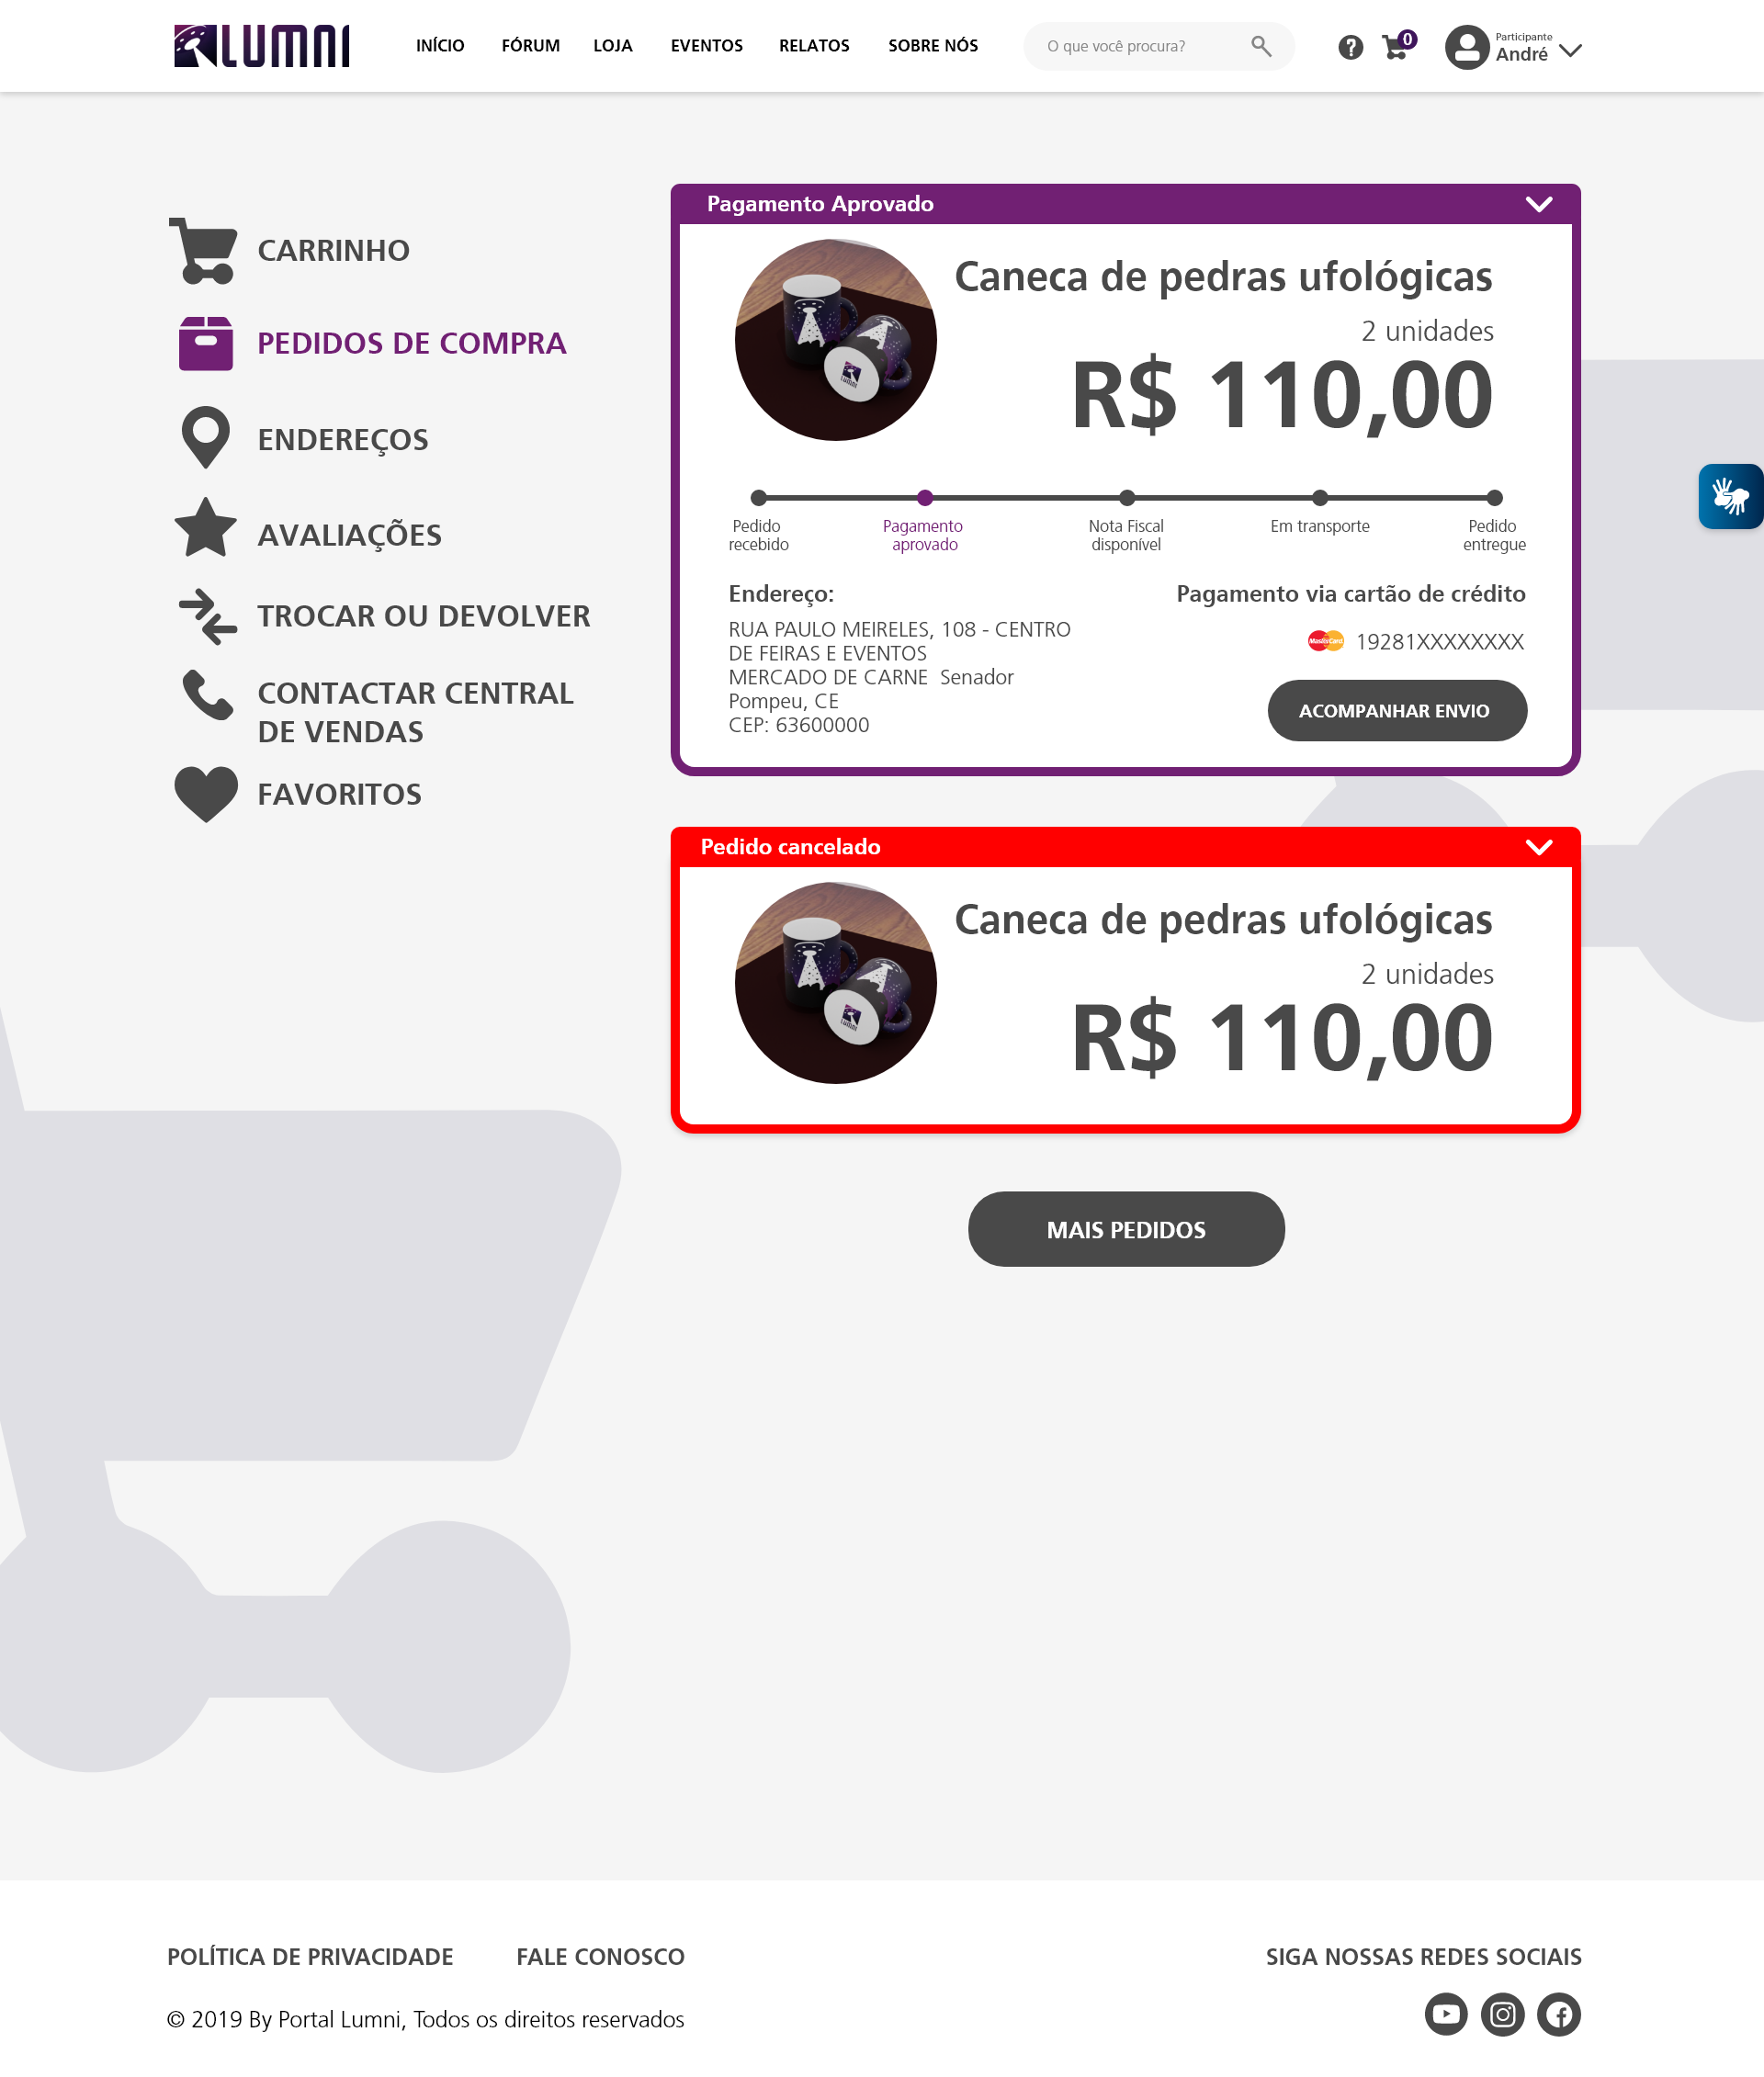 LUMNI
INÍCIO FÓRUM LOJA EVENTOS RELATOS SOBRE NÓS
O que você procura?
?
0
Participante
André
CARRINHO
PEDIDOS DE COMPRA
ENDEREÇOS
AVALIAÇÕES
TROCAR OU DEVOLVER
CONTACTAR CENTRAL
DE VENDAS
FAVORITOS
Pagamento Aprovado
LUMNI
Caneca de pedras ufológicas
2 unidades
R$ 110,00
Pedido
recebido
Pagamento
aprovado
Nota Fiscal
disponível
Em transporte
Pedido
entregue
Endereço:
RUA PAULO MEIRELES, 108 - CENTRO
DE FEIRAS E EVENTOS
MERCADO DE CARNE  Senador
Pompeu, CE
CEP: 63600000
Pagamento via cartão de crédito
MasterCard
19281XXXXXXXX
ACOMPANHAR ENVIO
Pedido cancelado
LUMNI
Caneca de pedras ufológicas
2 unidades
R$ 110,00
MAIS PEDIDOS
POLÍTICA DE PRIVACIDADE FALE CONOSCO
© 2019 By Portal Lumni, Todos os direitos reservados
SIGA NOSSAS REDES SOCIAIS